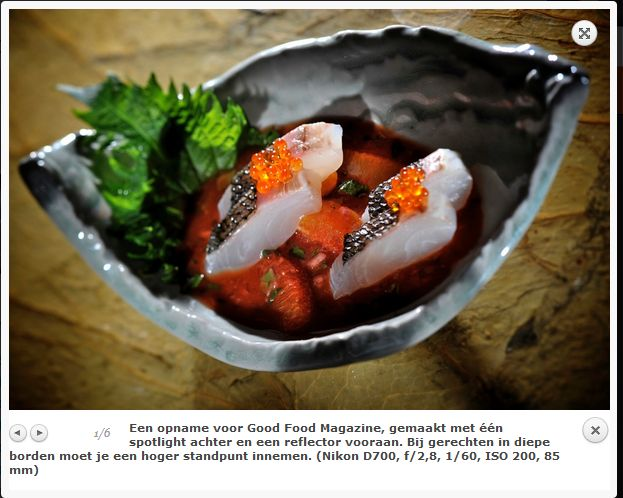 1/6
Een opname voor Good Food Magazine, gemaakt met één
spotlight achter en een reflector vooraan. Bij gerechten in diepe
borden moet je een hoger standpunt innemen. (Nikon D700, f/2,8, 1/60, ISO 200, 85
mm)